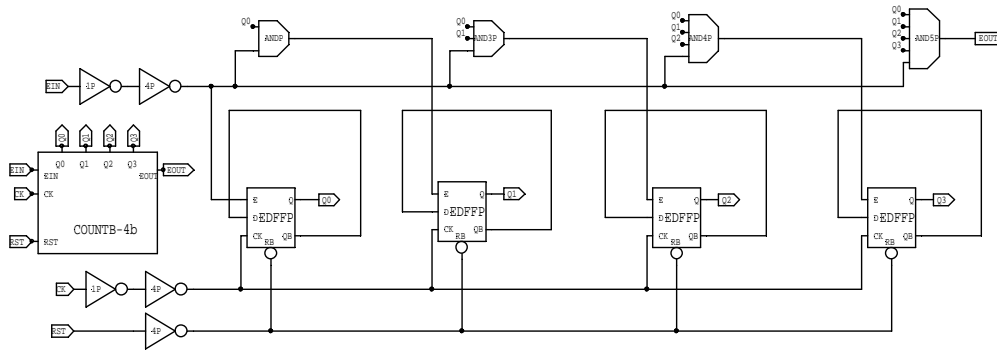 Q0
ANDP
Q0
Q1
AND3P
Q0
Q1
Q2
AND4P
Q0
Q1
Q2
Q3
AND5P
EOUT
EIN
1P
4P
Q0
Q1
Q2
Q3
Q0
Q1
Q2
Q3
EIN
EIN
EOUT
EOUT
CK
CK
RST
RST
COUNTB-4b
E
Q
Q0
D
EDFFP
CK
QB
RB
E
Q
Q1
D
EDFFP
CK
QB
RB
E
Q
Q2
D
EDFFP
CK
QB
RB
E
Q
Q3
D
EDFFP
CK
QB
RB
CK
1P
4P
RST
4P